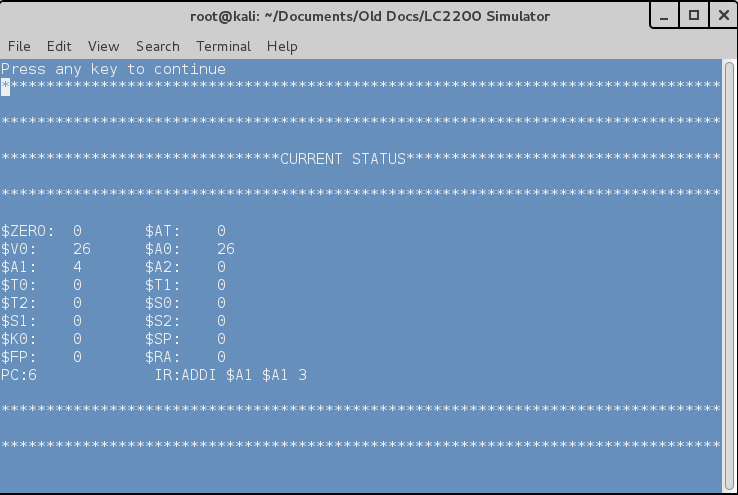 root@kali: ~/Documents/Old Docs/LC2200 Simulator
File Edit View Search Terminal Help
Press any key to continue
********************************************************************************
********************************************************************************
*******************************CURRENT STATUS***********************************
********************************************************************************
$ZERO: 0 $AT: 0
$V0: 26 $A0: 26
$A1: 4 $A2: 0
$T0: 0 $T1: 0
$T2: 0 $S0: 0
$S1: 0 $S2: 0
$K0: 0 $SP: 0
$FP: 0 $RA: 0
PC:6 IR:ADDI $A1 $A1 3
********************************************************************************
********************************************************************************